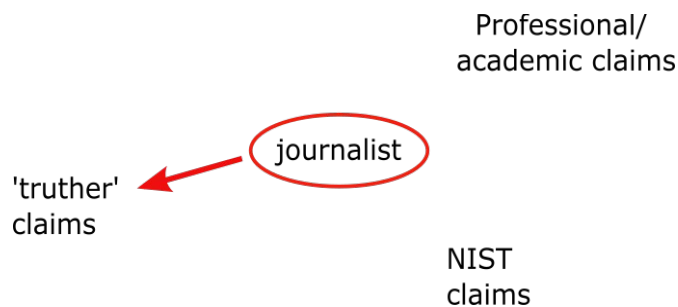 Professional/
academic claims
journalist
'truther'
claims
NIST
claims